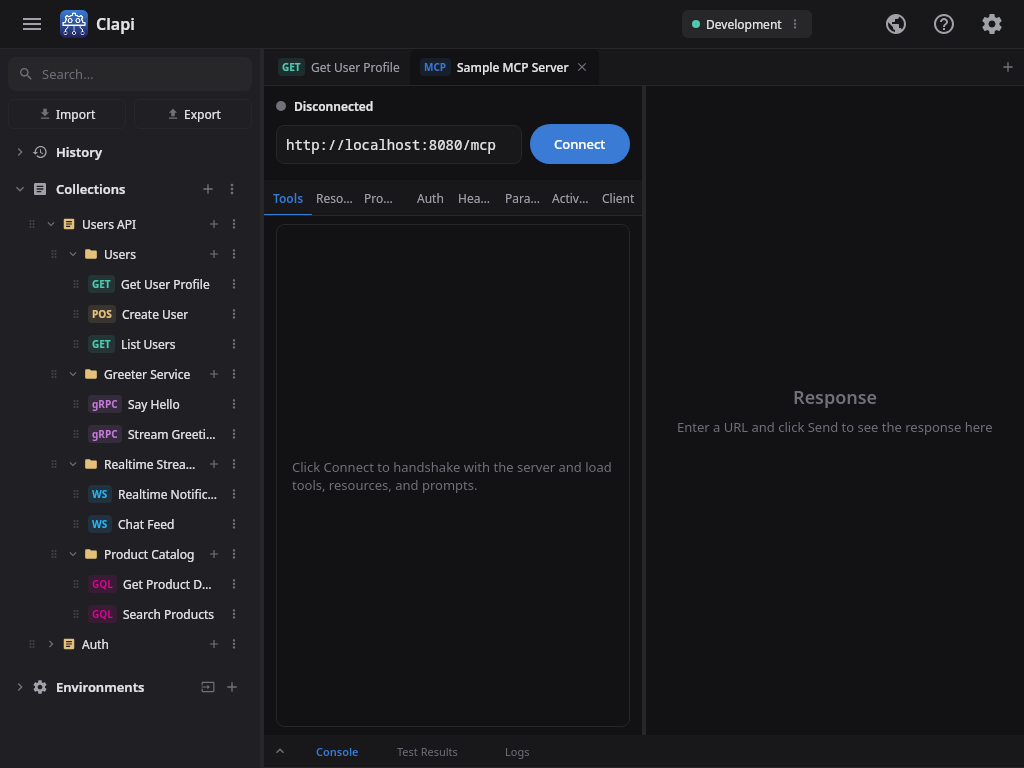 Clapi
Development
Search...
Import
Export
History
Collections
Users API
Users
GET Get User Profile
POS Create User
GET List Users
Greeter Service
gRPC Say Hello
gRPC Stream Greeti...
Realtime Strea...
WS Realtime Notific...
WS Chat Feed
Product Catalog
GQL Get Product D...
GQL Search Products
Auth
Environments
GET Get User Profile
MCP Sample MCP Server
Disconnected
http://localhost:8080/mcp
Connect
Tools Reso... Pro... Auth Hea... Para... Activ... Client
Click Connect to handshake with the server and load
tools, resources, and prompts.
Response
Enter a URL and click Send to see the response here
Console Test Results Logs